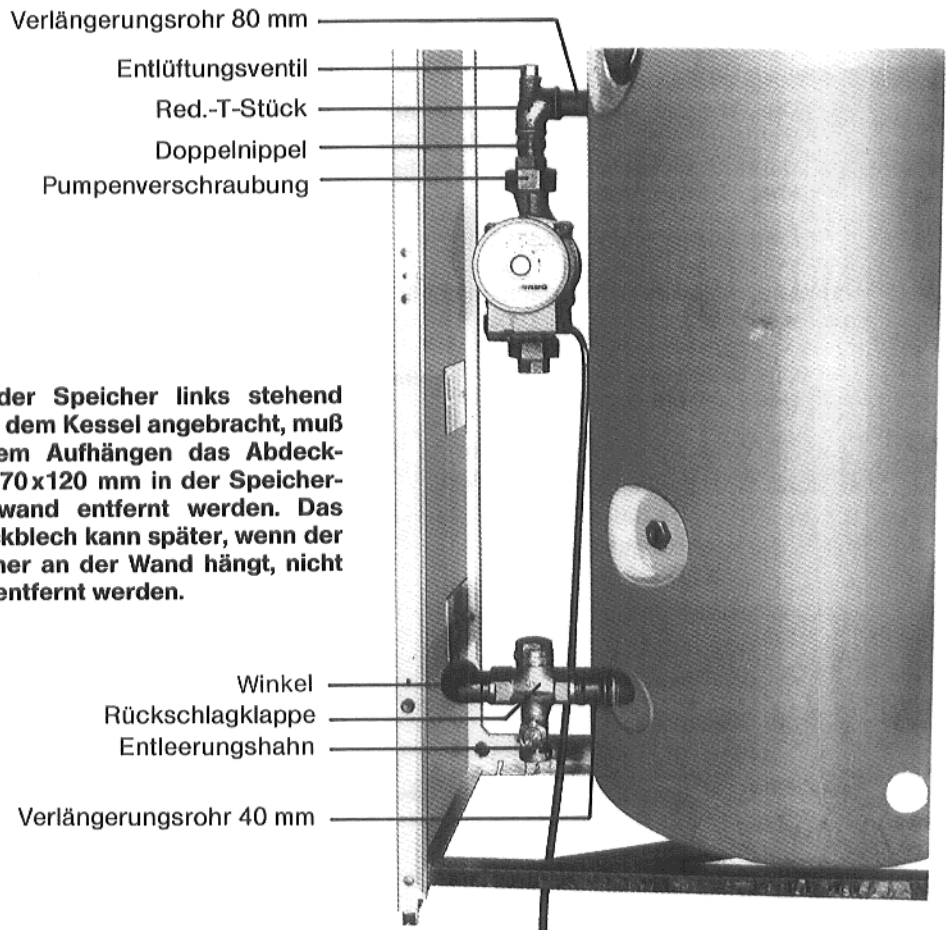 Verlängerungsrohr 80 mm
Entlüftungsventil
Red.-T-Stück
Doppelnippel
Pumpenverschraubung
der Speicher links stehend
dem Kessel angebracht, muß
em Aufhängen das Abdeck-
70x120 mm in der Speicher-
wand entfernt werden. Das
ckblech kann später, wenn der
her an der Wand hängt, nicht
entfernt werden.
Winkel
Rückschlagklappe
Entleerungshahn
Verlängerungsrohr 40 mm